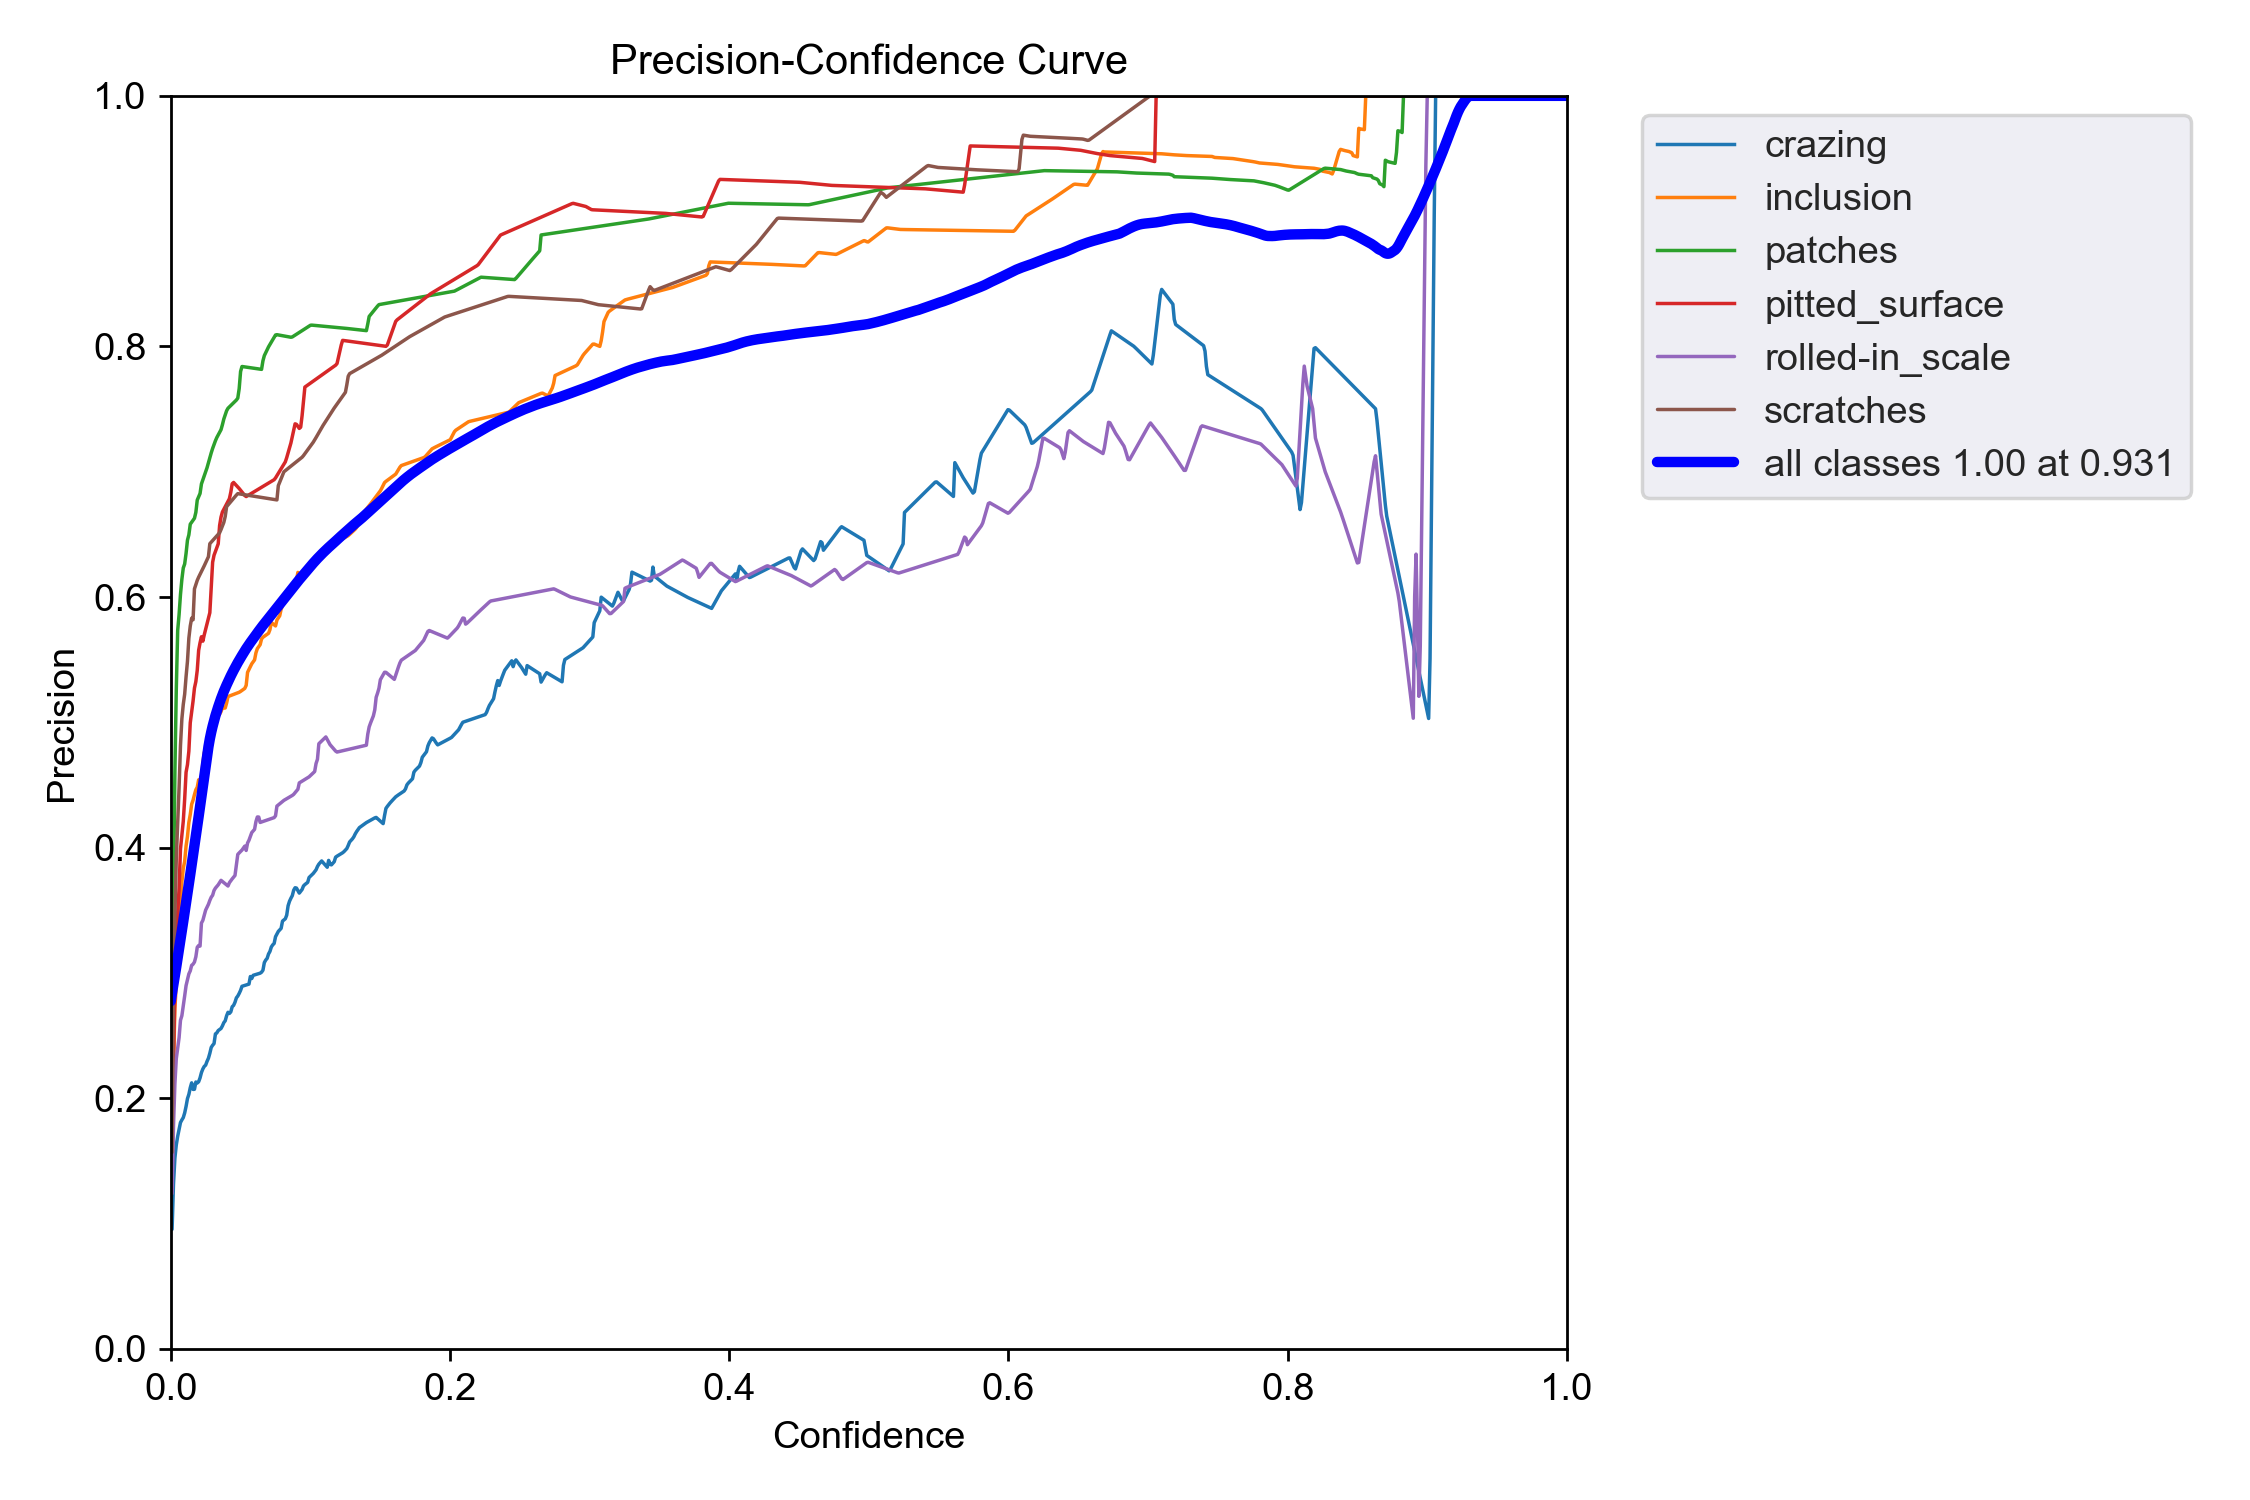 Precision-Confidence Curve
1.0
0.8
0.6
0.4
0.2
0.0
Precision
0.0 0.2 0.4 0.6 0.8 1.0
Confidence
crazing
inclusion
patches
pitted_surface
rolled-in_scale
scratches
all classes 1.00 at 0.931